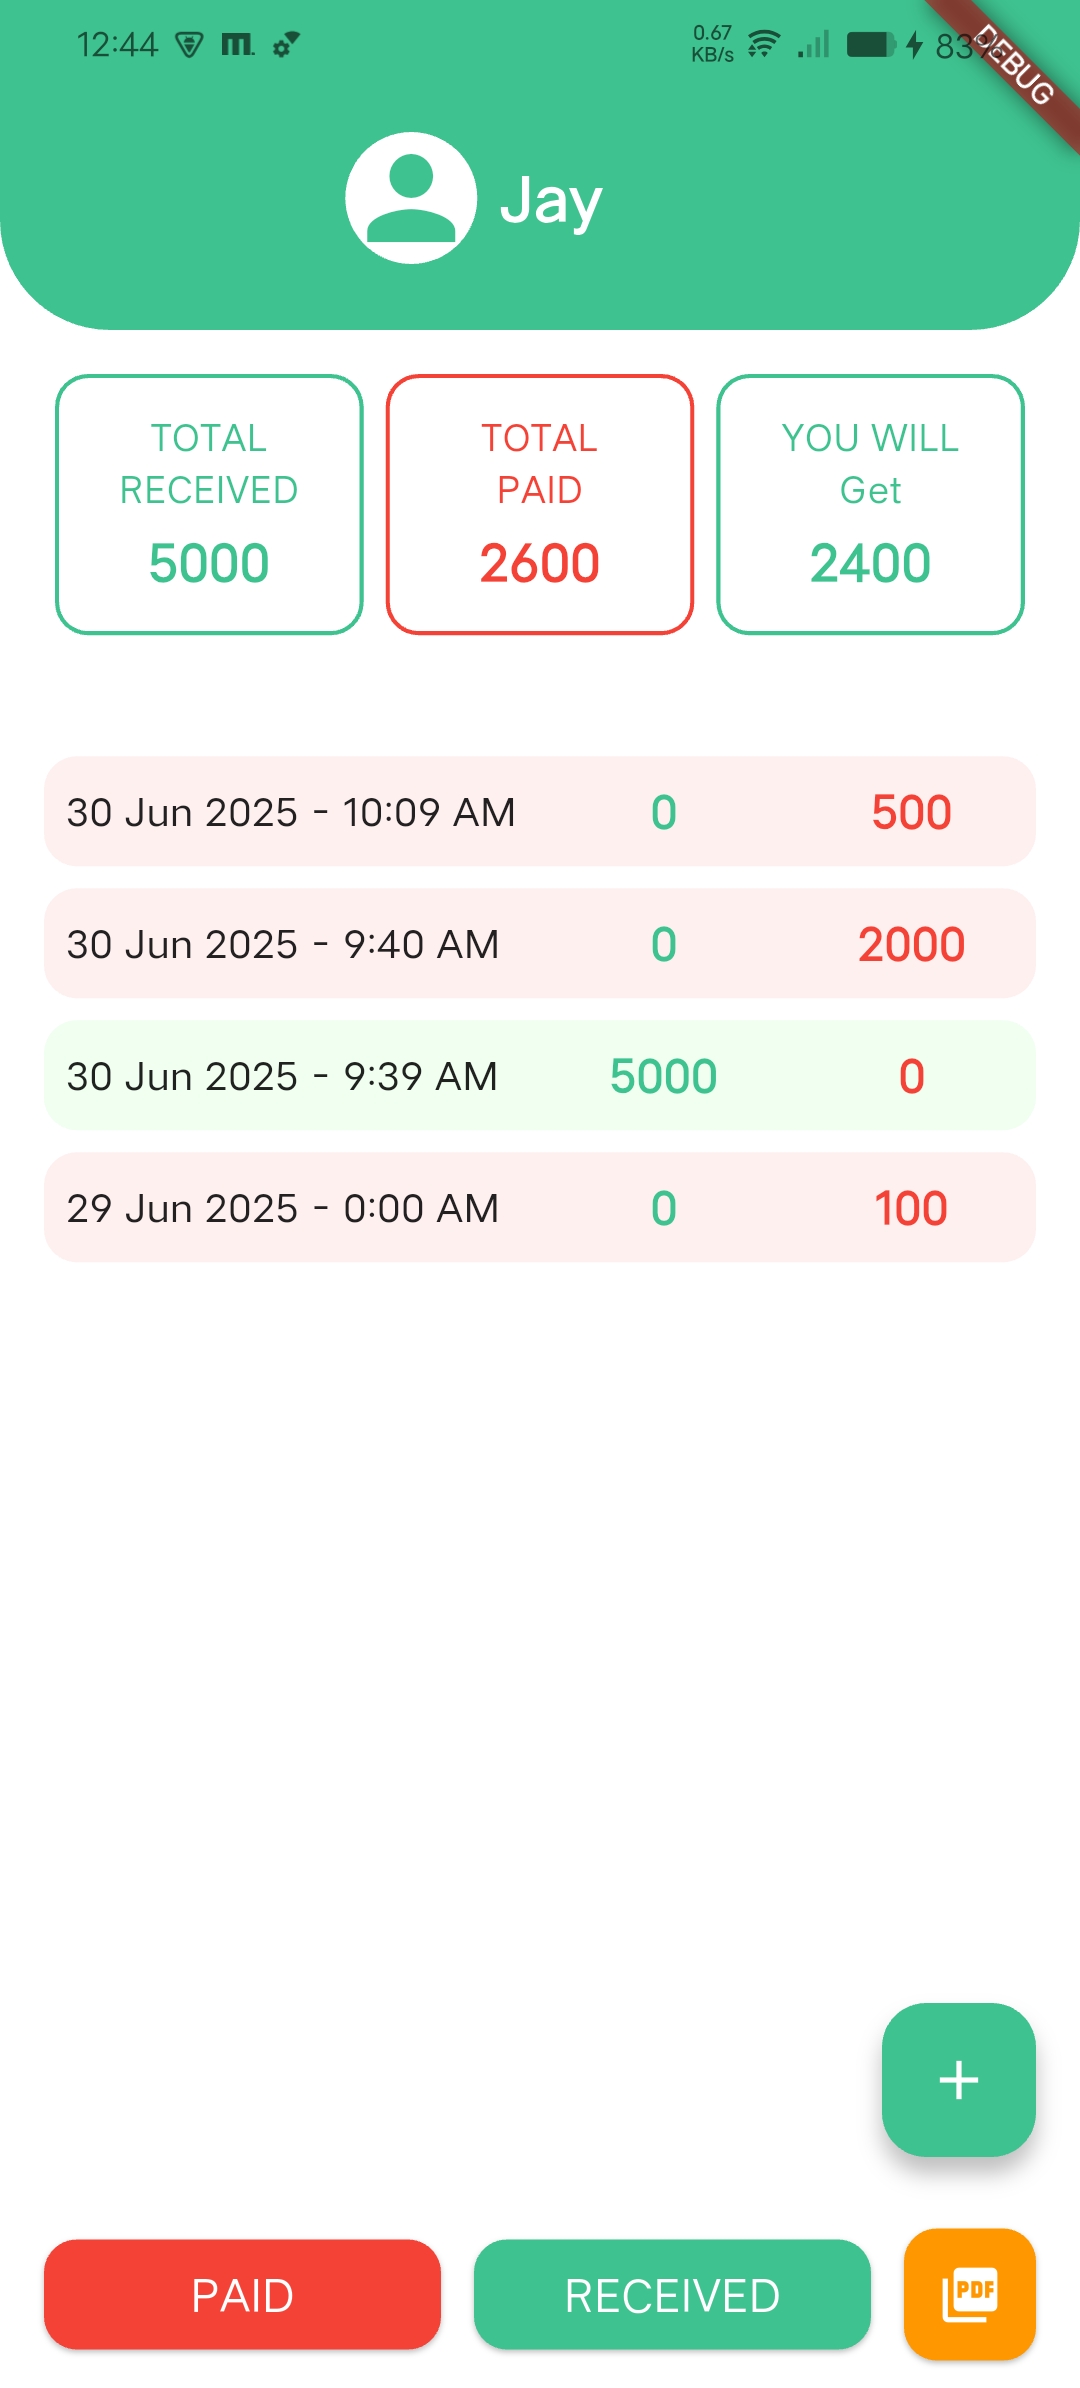 12:44
0.67
KB/s
83%
DEBUG
Jay
TOTAL
RECEIVED
5000
TOTAL
PAID
2600
YOU WILL
Get
2400
30 Jun 2025 - 10:09 AM 0 500
30 Jun 2025 - 9:40 AM 0 2000
30 Jun 2025 - 9:39 AM 5000 0
29 Jun 2025 - 0:00 AM 0 100
+
PAID
RECEIVED
PDF